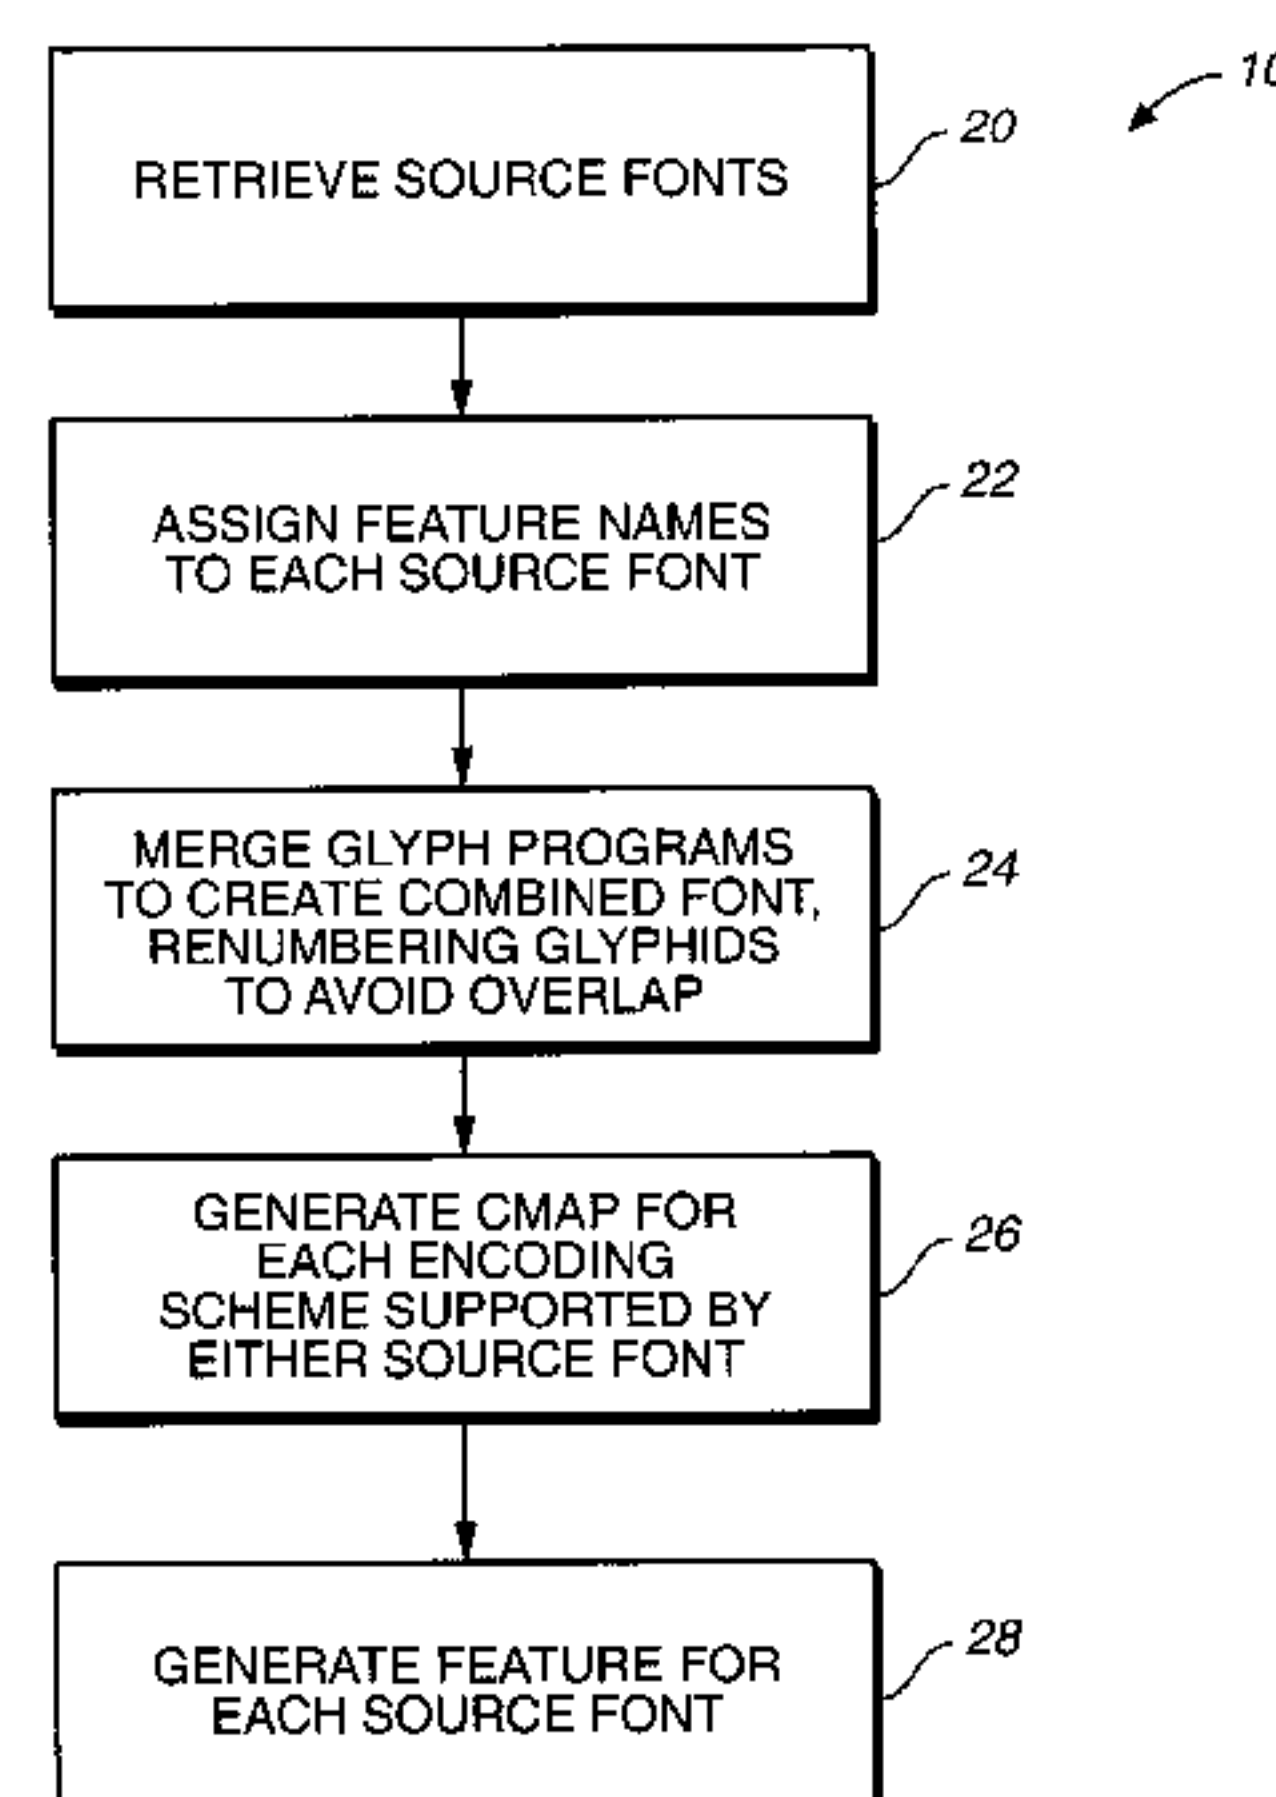 10
20
RETRIEVE SOURCE FONTS
22
ASSIGN FEATURE NAMES
TO EACH SOURCE FONT
24
MERGE GLYPH PROGRAMS
TO CREATE COMBINED FONT,
RENUMBERING GLYPHIDS
TO AVOID OVERLAP
26
GENERATE CMAP FOR
EACH ENCODING
SCHEME SUPPORTED BY
EITHER SOURCE FONT
28
GENERATE FEATURE FOR
EACH SOURCE FONT